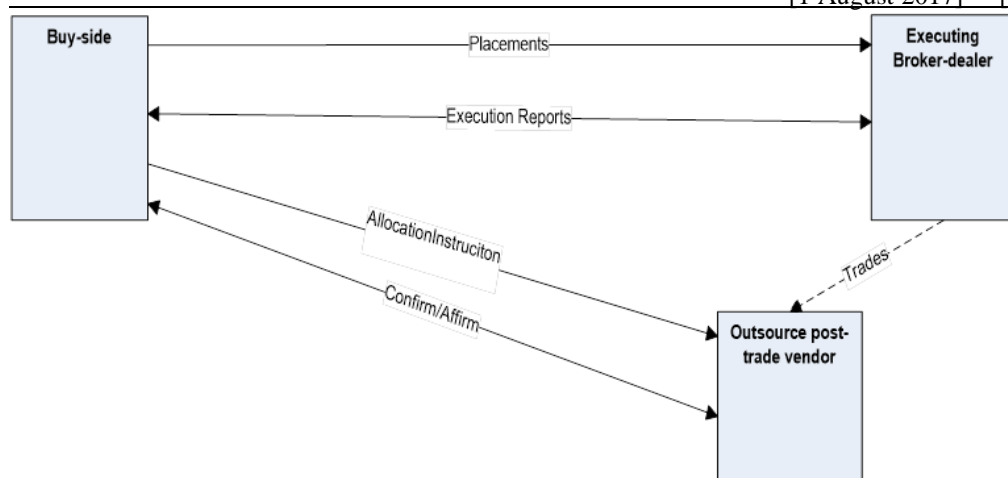 [1 August 2017]
Buy-side
Placements
Executing
Broker-dealer
Execution Reports
AllocationInstruciton
Trades
Confirm/Affirm
Outsource post-
trade vendor